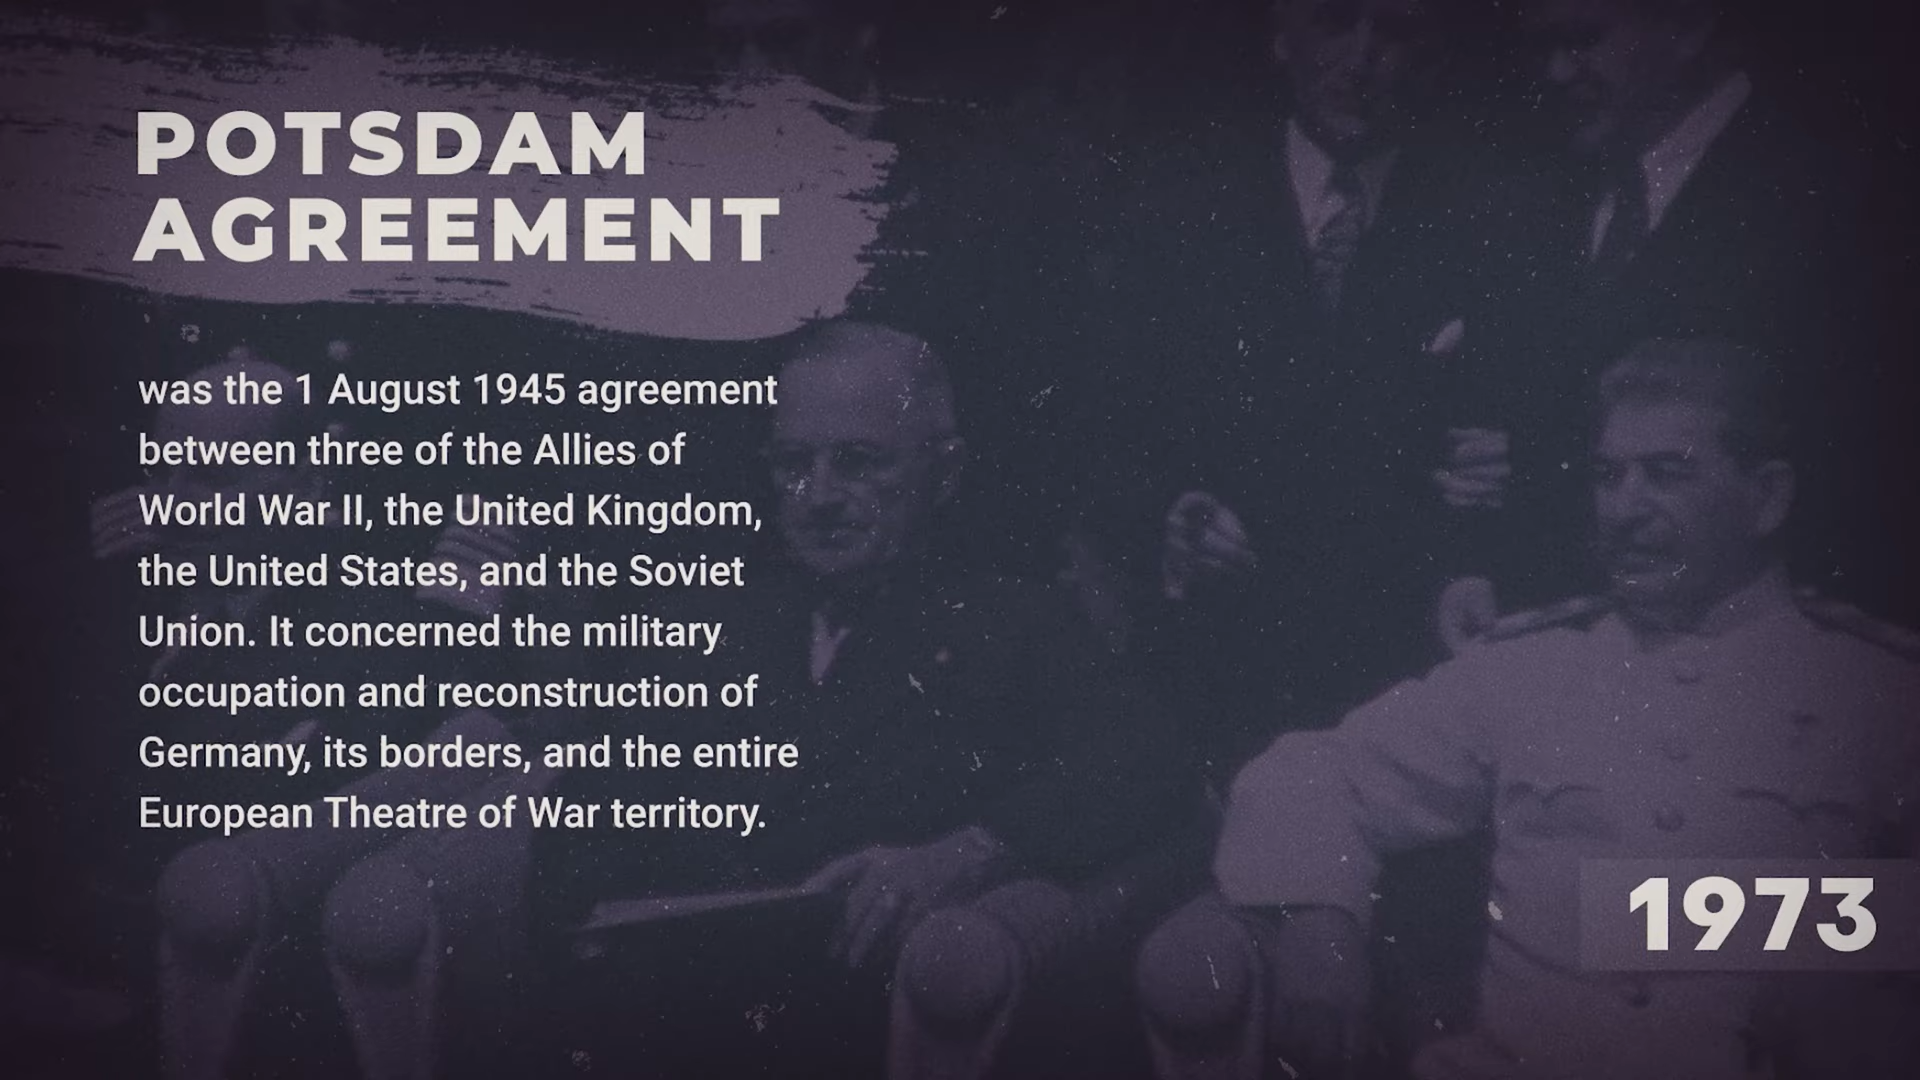 POTSDAM
AGREEMENT
was the 1 August 1945 agreement
between three of the Allies of
World War II, the United Kingdom,
the United States, and the Soviet
Union. It concerned the military
occupation and reconstruction of
Germany, its borders, and the entire
European Theatre of War territory.
1973